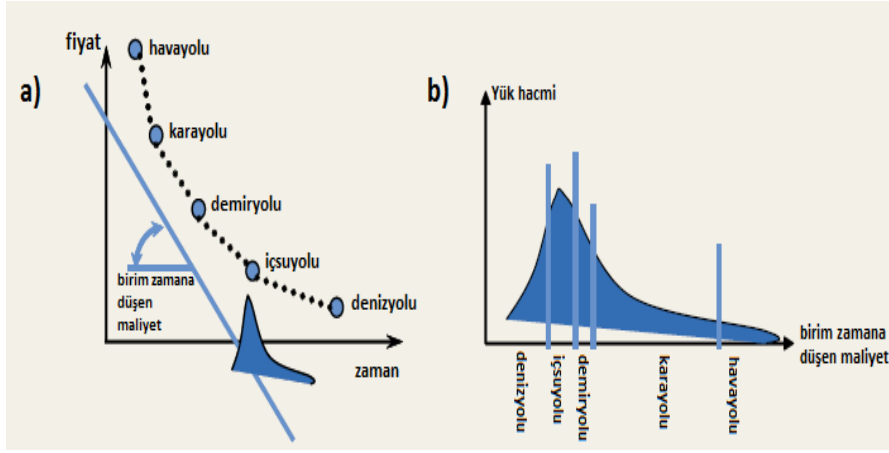 fiyat
havayolu
a)
karayolu
demiryolu
içsuyolu
birim zamana
düşen
maliyet
denizyolu
zaman
b)
Yük hacmi
birim zamana
düşen maliyet
denizyolu
içsuyolu
demiryolu
karayolu
havayolu